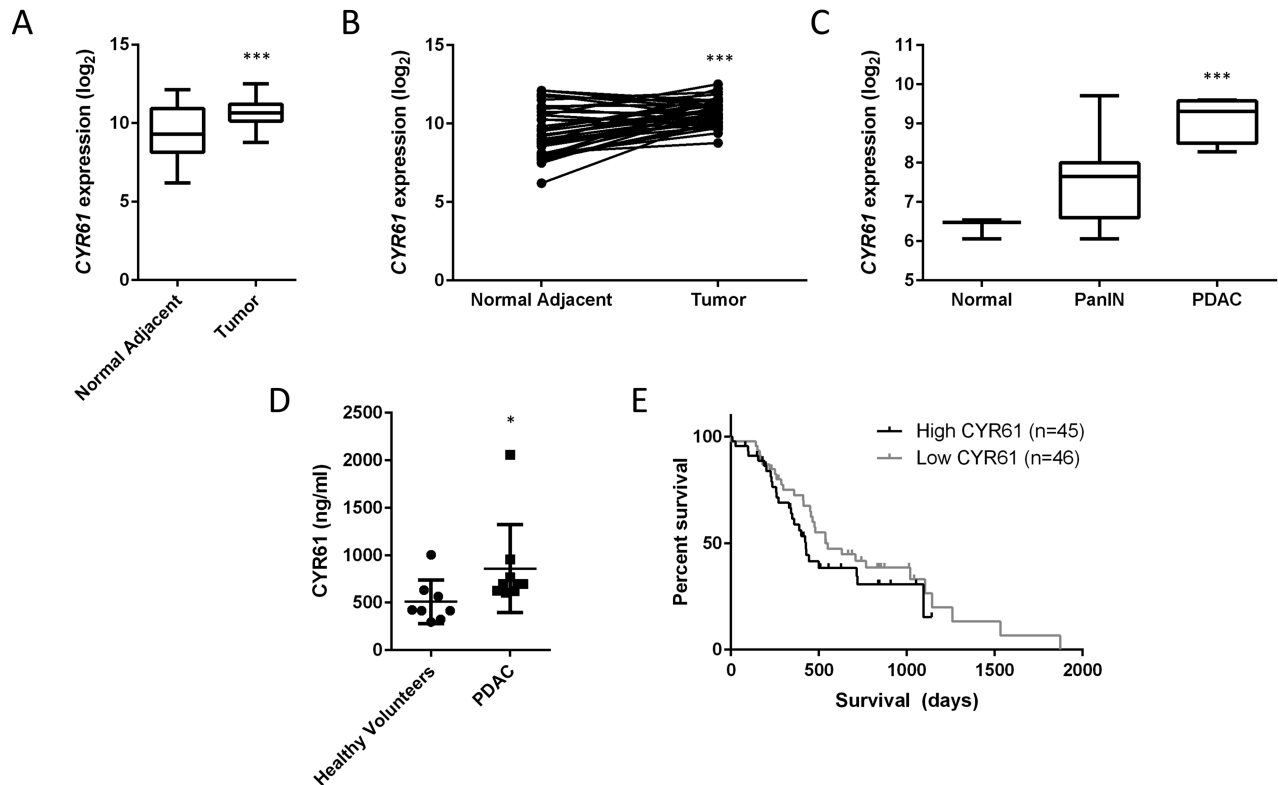 A
CYR61 expression (log2)
15
10
5
0
***
Normal Adjacent
Tumor
B
CYR61 expression (log2)
15
10
5
0
***
Normal Adjacent
Tumor
C
CYR61 expression (log2)
11
10
9
8
7
6
5
***
Normal
PanIN
PDAC
D
CYR61 (ng/ml)
2500
2000
1500
1000
500
0
*
Healthy Volunteers
PDAC
E
Percent survival
100
50
0
High CYR61 (n=45)
Low CYR61 (n=46)
0
500
1000
1500
2000
Survival (days)